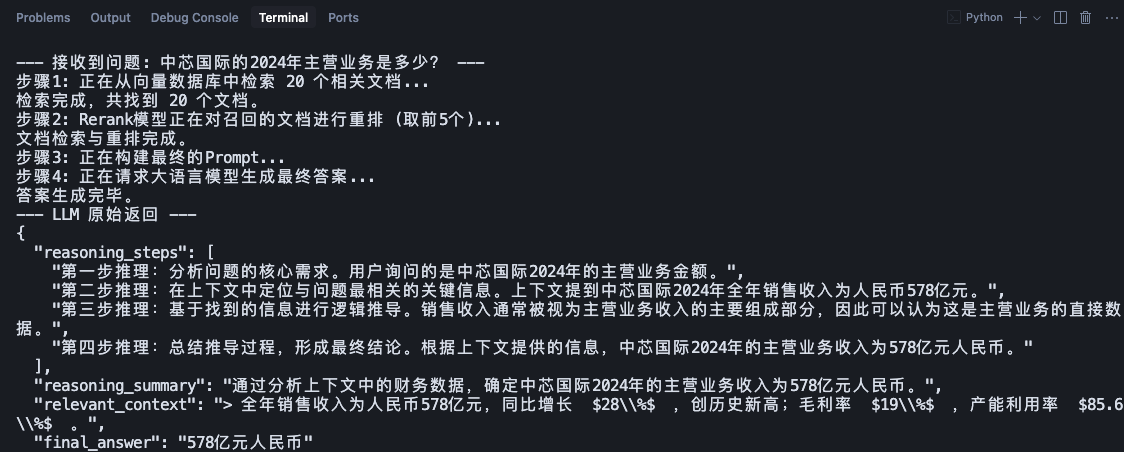 Problems Output Debug Console Terminal Ports Python
--- 接收到问题: 中芯国际的2024年主营业务是多少? ---
步骤1: 正在从向量数据库中检索 20 个相关文档...
检索完成, 共找到 20 个文档。
步骤2: Rerank模型正在对召回的文档进行重排 (取前5个)...
文档检索与重排完成。
步骤3: 正在构建最终的Prompt...
步骤4: 正在请求大语言模型生成最终答案...
答案生成完毕。
--- LLM 原始返回 ---
{
  "reasoning_steps": [
    "第一步推理: 分析问题的核心需求。用户询问的是中芯国际2024年的主营业务金额。",
    "第二步推理: 在上下文中定位与问题最相关的关键信息。上下文提到中芯国际2024年全年销售收入为人民币578亿元。",
    "第三步推理: 基于找到的信息进行逻辑推导。销售收入通常被视为主营业务收入的主要组成部分, 因此可以认为这是主营业务的直接数
据。",
    "第四步推理: 总结推导过程, 形成最终结论。根据上下文提供的信息, 中芯国际2024年的主营业务收入为578亿元人民币。"
  ],
  "reasoning_summary": "通过分析上下文中的财务数据, 确定中芯国际2024年的主营业务收入为578亿元人民币。",
  "relevant_context": "> 全年销售收入为人民币578亿元, 同比增长  $28\\%$ , 创历史新高; 毛利率  $19\\%$ , 产能利用率  $85.6
\\%$ 。",
  "final_answer": "578亿元人民币"